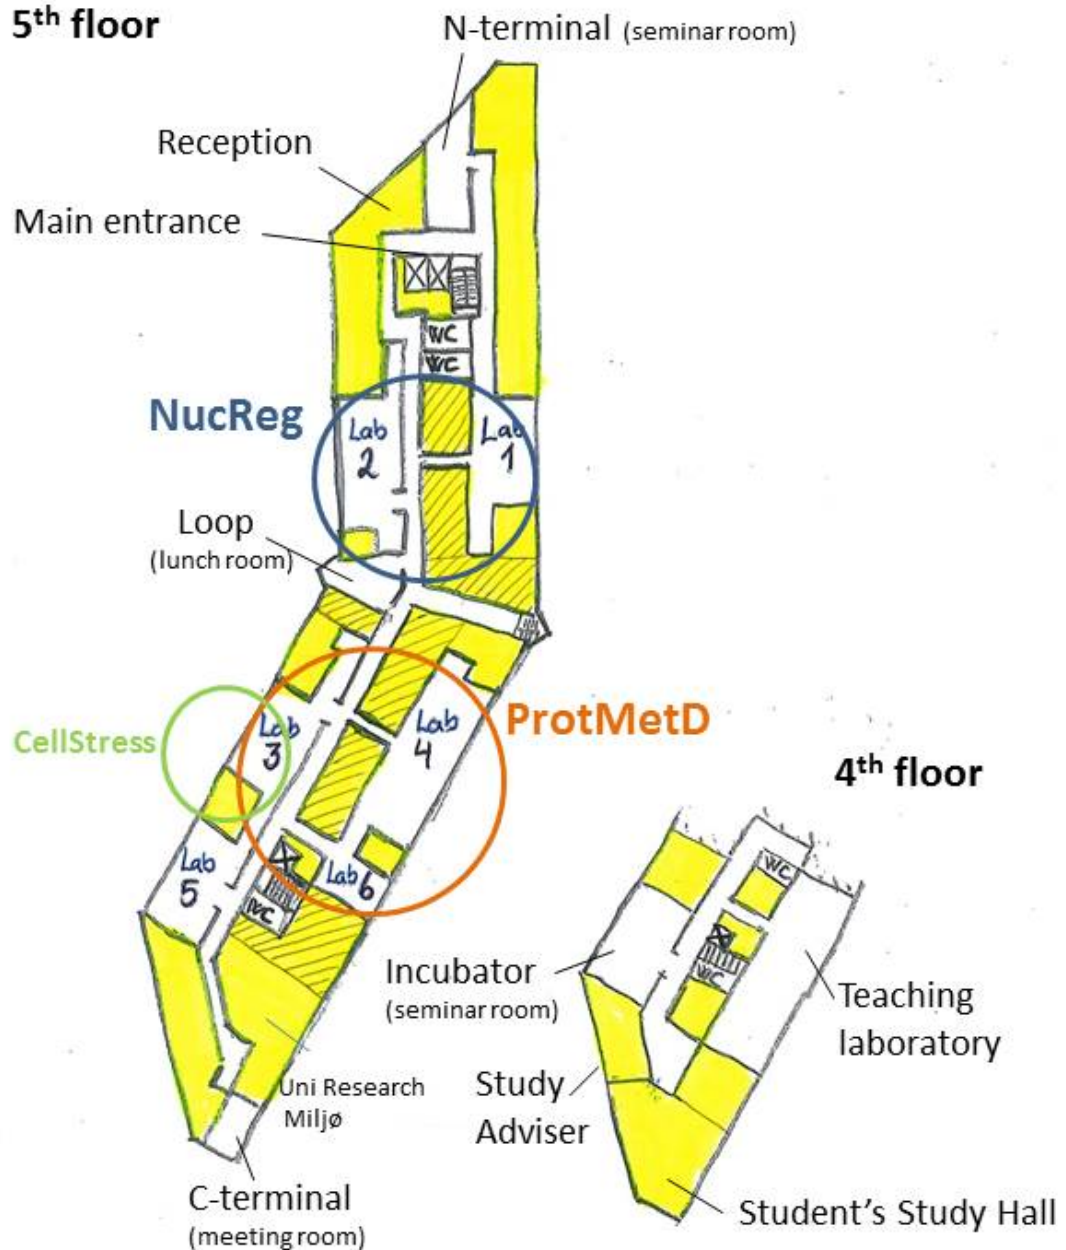 5th floor
N-terminal (seminar room)
Reception
Main entrance
WC
WC
NucReg
Lab
2
Lab
1
Loop
(lunch room)
CellStress
Lab
3
Lab
4
ProtMetD
Lab
5
Lab 6
WC
Uni Research
Miljø
C-terminal
(meeting room)
4th floor
WC
WC
Incubator
(seminar room)
Teaching
laboratory
Study
Adviser
Student's Study Hall